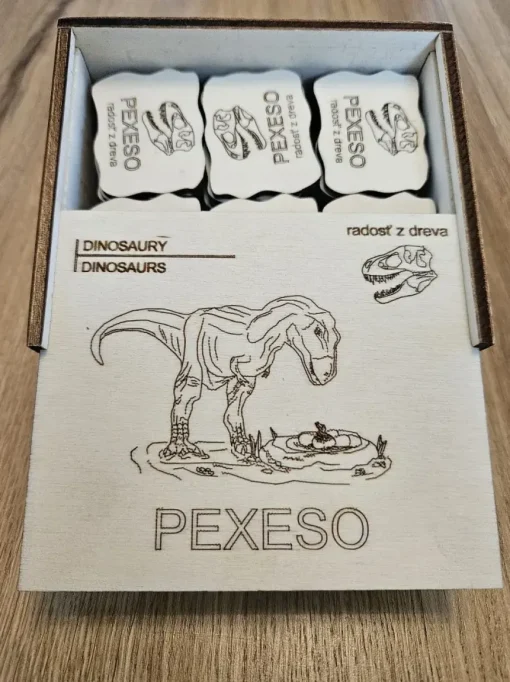 PEXESO
radosť z dreva
PEXESO
radosť z dreva
PEXESO
radosť z dreva
radosť z dreva
DINOSAURY
DINOSAURS
PEXESO